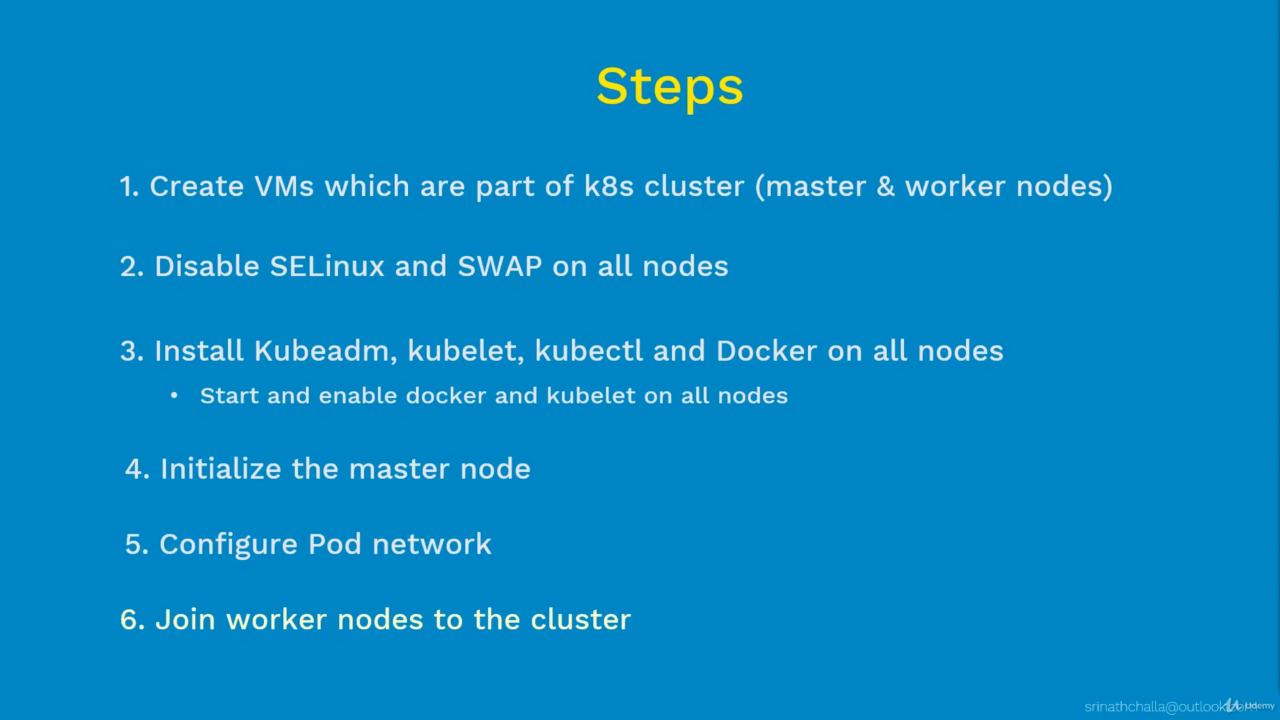 Steps
1. Create VMs which are part of k8s cluster (master & worker nodes)
2. Disable SELinux and SWAP on all nodes
3. Install Kubeadm, kubelet, kubectl and Docker on all nodes
• Start and enable docker and kubelet on all nodes
4. Initialize the master node
5. Configure Pod network
6. Join worker nodes to the cluster
Udemy